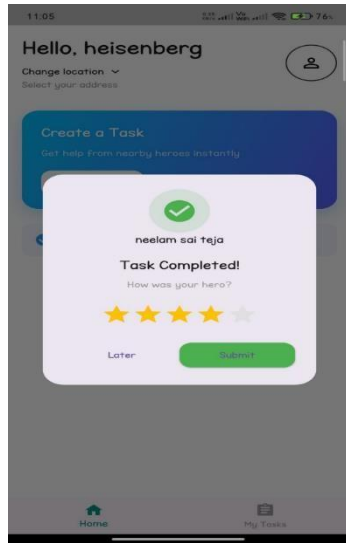 11:05
76%
Hello, heisenberg
Change location
Select your address
Create a Task
Get help from nearby heroes instantly
neelam sai teja
Task Completed!
How was your hero?
Later
Submit
Home
My Tasks